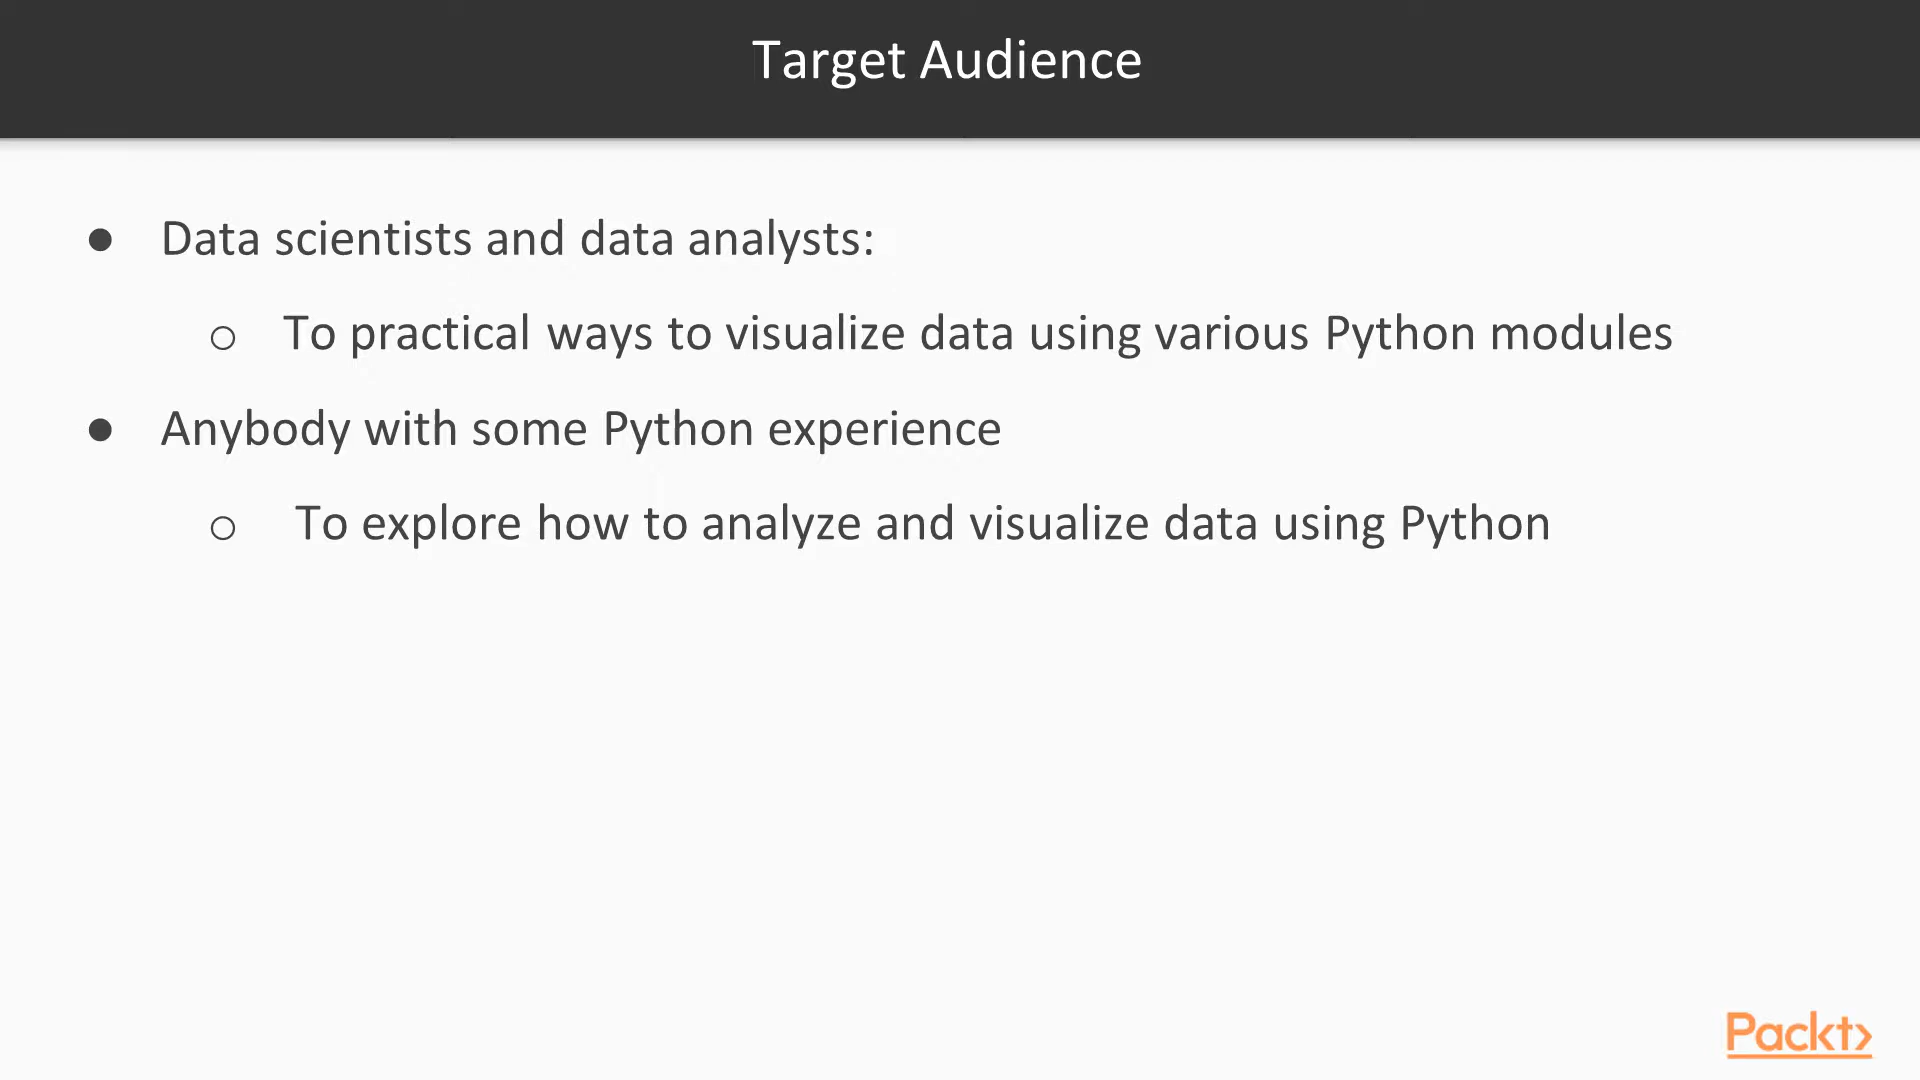 Target Audience
● Data scientists and data analysts:
○ To practical ways to visualize data using various Python modules
● Anybody with some Python experience
○ To explore how to analyze and visualize data using Python
Packt>